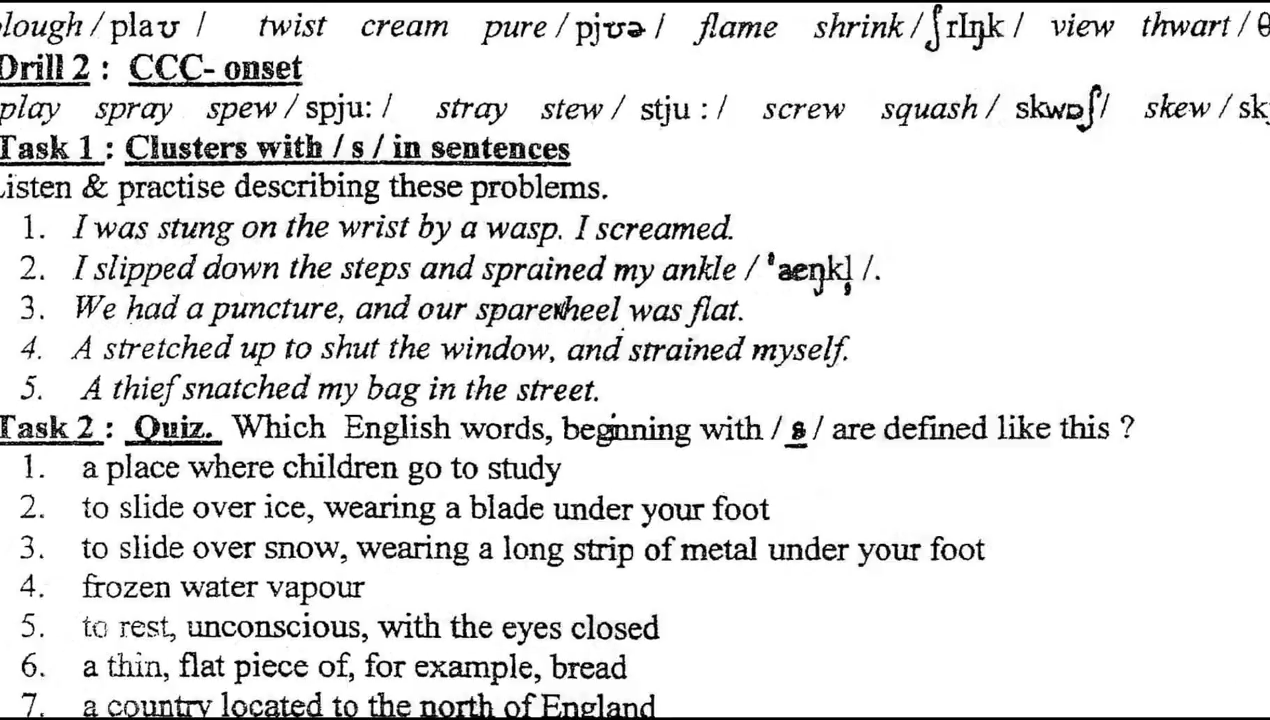 lough / plaʊ / twist cream pure / pjʊə / flame shrink / ʃrIŋk / view thwart / θ
Drill 2 : CCC- onset
play spray spew / spju: / stray stew / stju : / screw squash / skwɒʃ/ skew / skj
Task 1 : Clusters with / s / in sentences
Listen & practise describing these problems.
1. I was stung on the wrist by a wasp. I screamed.
2. I slipped down the steps and sprained my ankle / ˈaeŋkl̩ /.
3. We had a puncture, and our sparewheel was flat.
4. A stretched up to shut the window, and strained myself.
5. A thief snatched my bag in the street.
Task 2 : Quiz. Which English words, beginning with / s / are defined like this ?
1. a place where children go to study
2. to slide over ice, wearing a blade under your foot
3. to slide over snow, wearing a long strip of metal under your foot
4. frozen water vapour
5. to rest, unconscious, with the eyes closed
6. a thin, flat piece of, for example, bread
7. a country located to the north of England